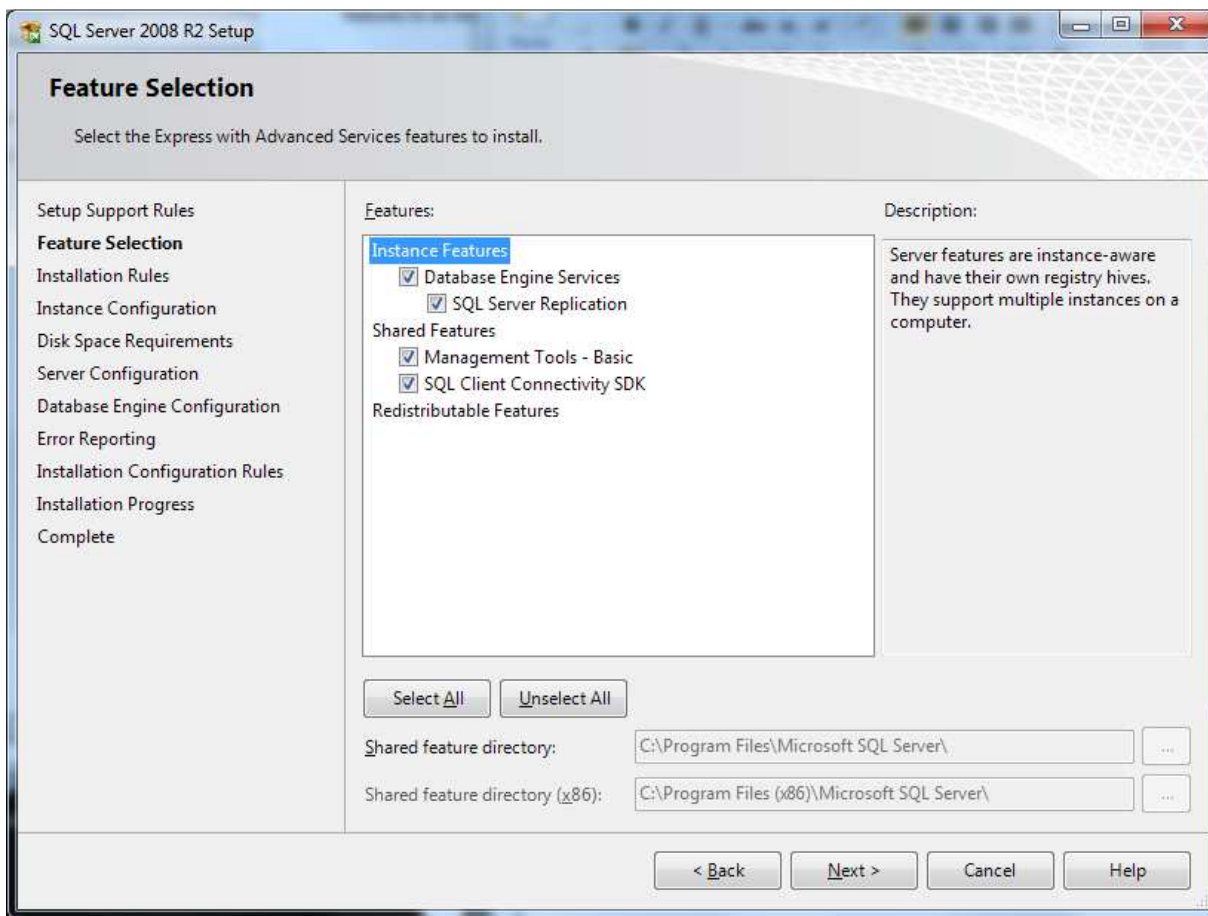 SQL Server 2008 R2 Setup
Feature Selection
Select the Express with Advanced Services features to install.
Setup Support Rules
Feature Selection
Installation Rules
Instance Configuration
Disk Space Requirements
Server Configuration
Database Engine Configuration
Error Reporting
Installation Configuration Rules
Installation Progress
Complete
Features:
Instance Features
Database Engine Services
SQL Server Replication
Shared Features
Management Tools - Basic
SQL Client Connectivity SDK
Redistributable Features
Description:
Server features are instance-aware
and have their own registry hives.
They support multiple instances on a
computer.
Select All
Unselect All
Shared feature directory:
C:\Program Files\Microsoft SQL Server\
...
Shared feature directory (x86):
C:\Program Files (x86)\Microsoft SQL Server\
...
< Back
Next >
Cancel
Help